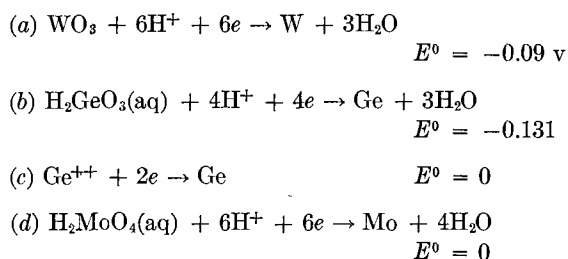 (a) WO₃ + 6H⁺ + 6e → W + 3H₂O
E⁰ = −0.09 v
(b) H₂GeO₃(aq) + 4H⁺ + 4e → Ge + 3H₂O
E⁰ = −0.131
(c) Ge⁺⁺ + 2e → Ge E⁰ = 0
(d) H₂MoO₄(aq) + 6H⁺ + 6e → Mo + 4H₂O
E⁰ = 0